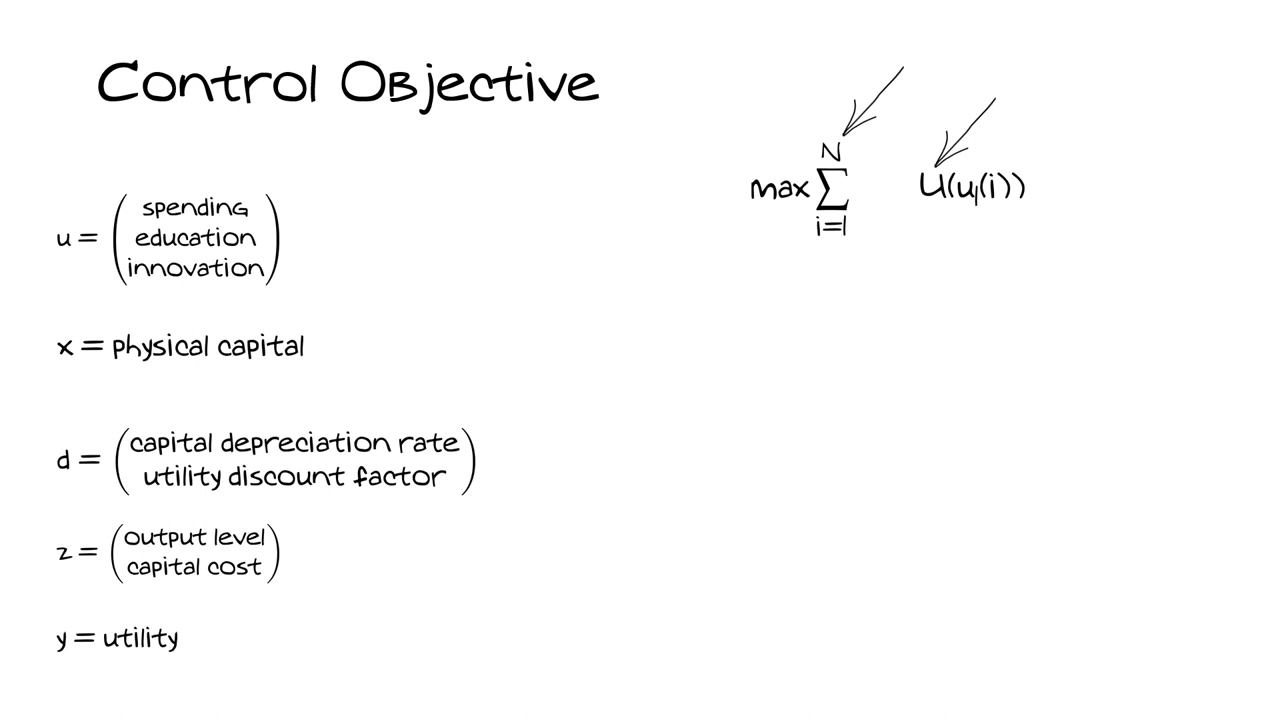 Control Objective
max N ∑ i=1 U(u₁(i))
u = (spending
education
innovation)
x = physical capital
d = (capital depreciation rate
utility discount factor)
z = (output level
capital cost)
y = utility